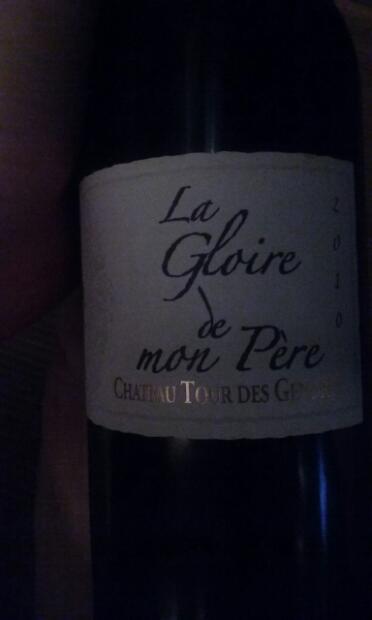 La
Gloire
de
mon Père
CHATEAU TOUR DES
2010